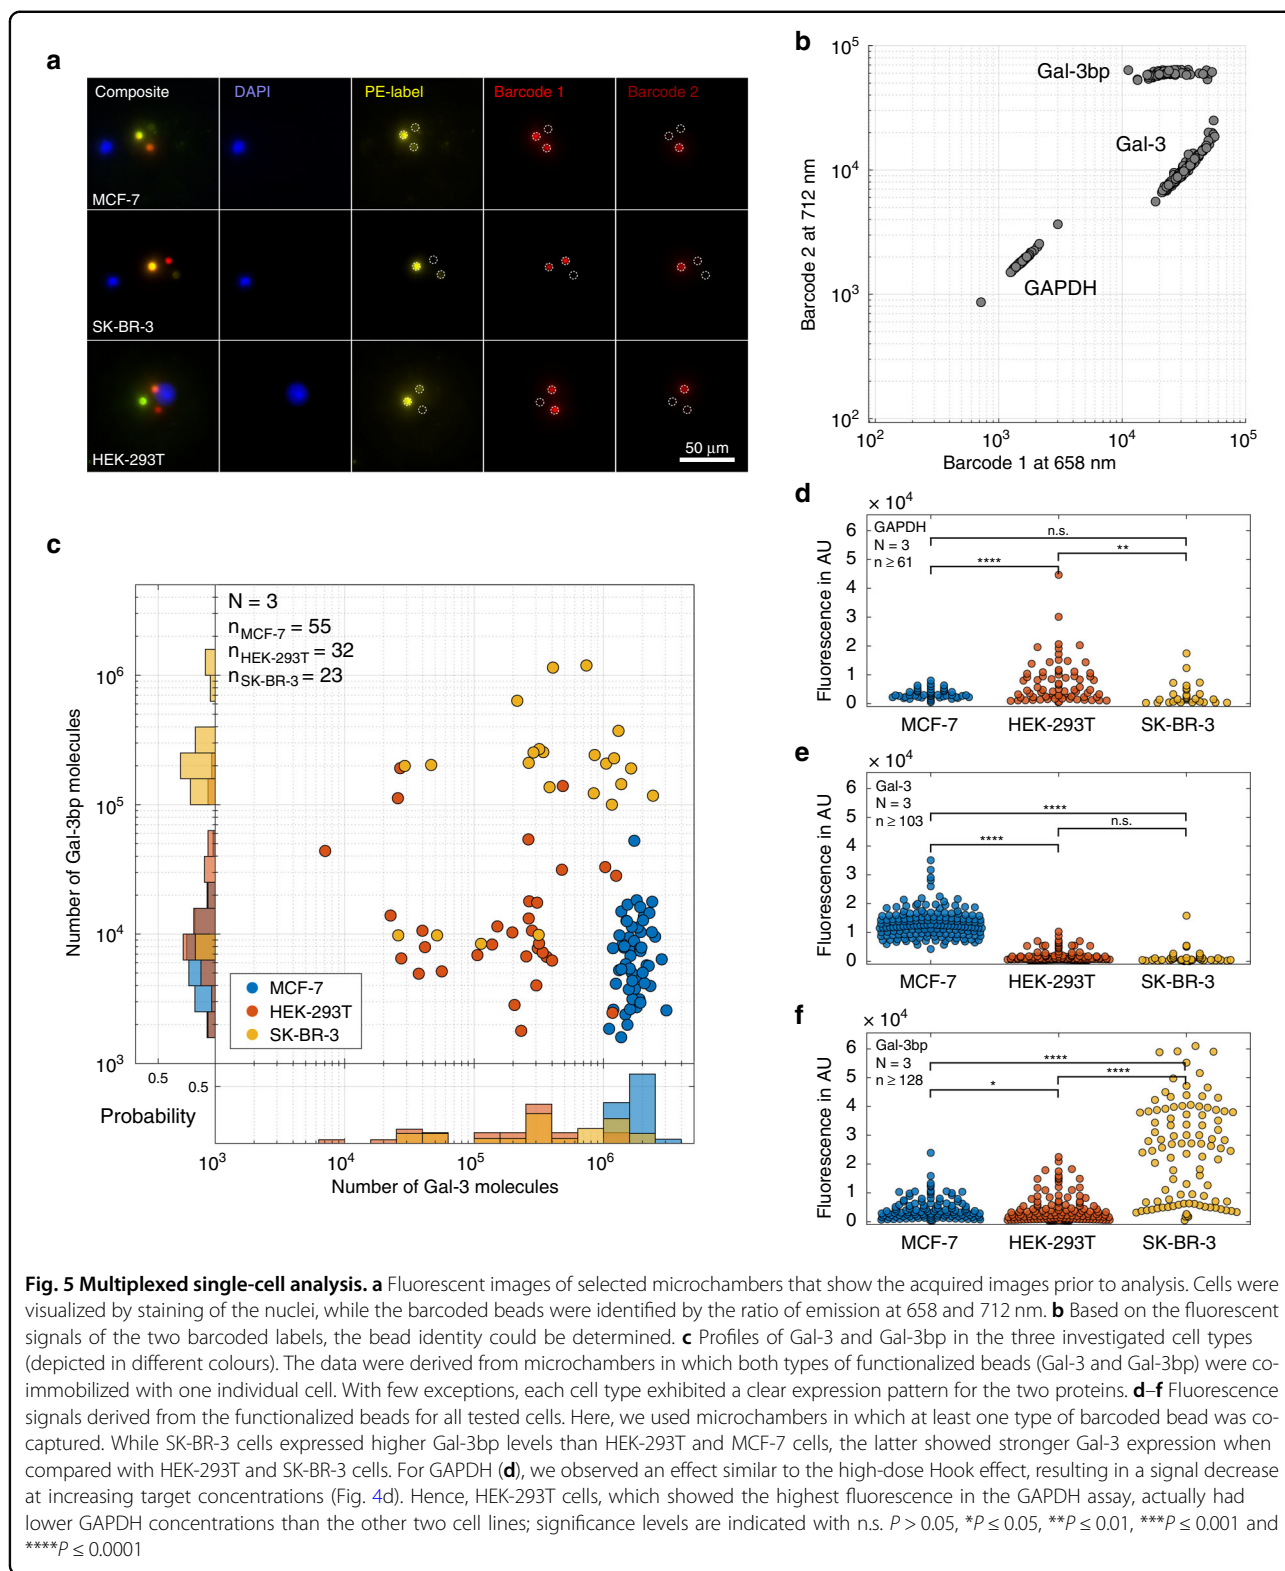 a
Composite
DAPI
PE-label
Barcode 1
Barcode 2
MCF-7
SK-BR-3
HEK-293T
50 μm
b
Barcode 2 at 712 nm
10^5
10^4
10^3
10^2
Gal-3bp
Gal-3
GAPDH
10^2 10^3 10^4 10^5
Barcode 1 at 658 nm
c
Number of Gal-3bp molecules
10^6
10^5
10^4
10^3
N = 3
n_MCF-7 = 55
n_HEK-293T = 32
n_SK-BR-3 = 23
MCF-7
HEK-293T
SK-BR-3
0.5
0.5
Probability
10^3 10^4 10^5 10^6
Number of Gal-3 molecules
d
× 10^4
Fluorescence in AU
6
5
4
3
2
1
0
GAPDH
N = 3
n ≥ 61
n.s.
****
**
MCF-7 HEK-293T SK-BR-3
e
× 10^4
Fluorescence in AU
6
5
4
3
2
1
0
Gal-3
N = 3
n ≥ 103
****
n.s.
****
MCF-7 HEK-293T SK-BR-3
f
× 10^4
Fluorescence in AU
6
5
4
3
2
1
0
Gal-3bp
N = 3
n ≥ 128
****
****
*
MCF-7 HEK-293T SK-BR-3
Fig. 5 Multiplexed single-cell analysis. a Fluorescent images of selected microchambers that show the acquired images prior to analysis. Cells were
visualized by staining of the nuclei, while the barcoded beads were identified by the ratio of emission at 658 and 712 nm. b Based on the fluorescent
signals of the two barcoded labels, the bead identity could be determined. c Profiles of Gal-3 and Gal-3bp in the three investigated cell types
(depicted in different colours). The data were derived from microchambers in which both types of functionalized beads (Gal-3 and Gal-3bp) were co-
immobilized with one individual cell. With few exceptions, each cell type exhibited a clear expression pattern for the two proteins. d–f Fluorescence
signals derived from the functionalized beads for all tested cells. Here, we used microchambers in which at least one type of barcoded bead was co-
captured. While SK-BR-3 cells expressed higher Gal-3bp levels than HEK-293T and MCF-7 cells, the latter showed stronger Gal-3 expression when
compared with HEK-293T and SK-BR-3 cells. For GAPDH (d), we observed an effect similar to the high-dose Hook effect, resulting in a signal decrease
at increasing target concentrations (Fig. 4d). Hence, HEK-293T cells, which showed the highest fluorescence in the GAPDH assay, actually had
lower GAPDH concentrations than the other two cell lines; significance levels are indicated with n.s. P > 0.05, *P ≤ 0.05, **P ≤ 0.01, ***P ≤ 0.001 and
****P ≤ 0.0001